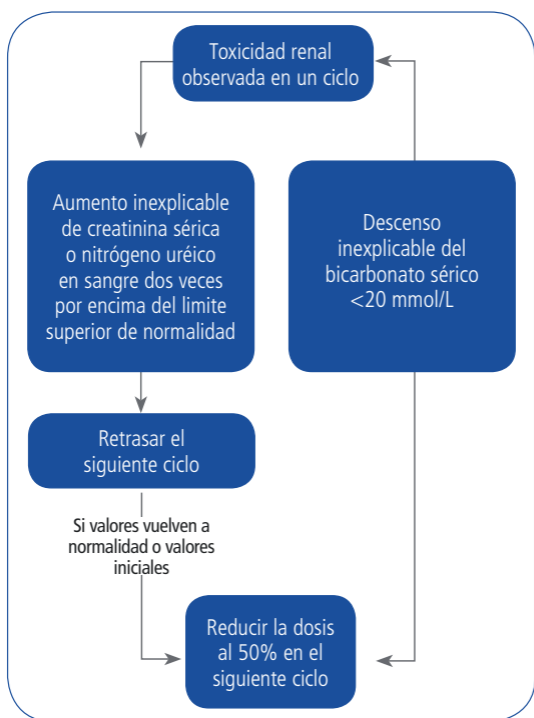 Toxicidad renal
observada en un ciclo
Aumento inexplicable
de creatinina sérica
o nitrógeno uréico
en sangre dos veces
por encima del limite
superior de normalidad
Descenso
inexplicable del
bicarbonato sérico
<20 mmol/L
Retrasar el
siguiente ciclo
Si valores vuelven a
normalidad o valores
iniciales
Reducir la dosis
al 50% en el
siguiente ciclo